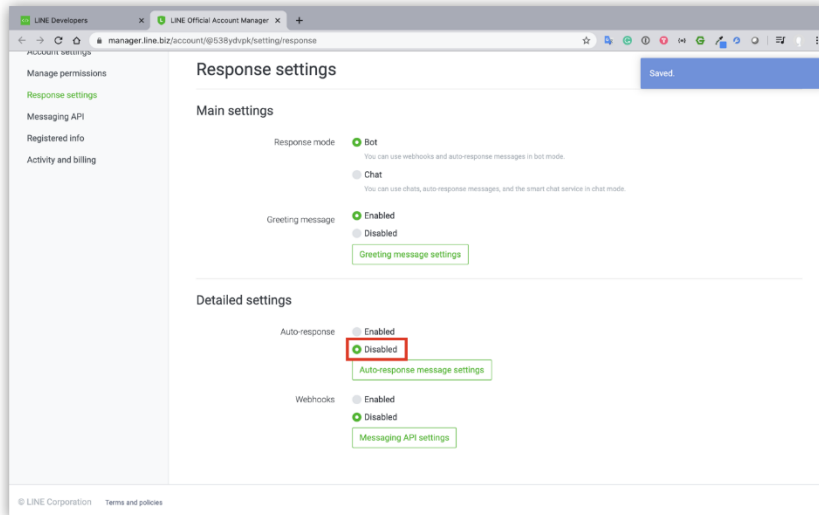 LINE Developers
LINE Official Account Manager
manager.line.biz/account/@538ydvpk/setting/response
Account settings
Manage permissions
Response settings
Messaging API
Registered info
Activity and billing
Response settings
Saved.
Main settings
Response mode
Bot
You can use webhooks and auto-response messages in bot mode.
Chat
You can use chats, auto-response messages, and the smart chat service in chat mode.
Greeting message
Enabled
Disabled
Greeting message settings
Detailed settings
Auto-response
Enabled
Disabled
Auto-response message settings
Webhooks
Enabled
Disabled
Messaging API settings
© LINE Corporation Terms and policies